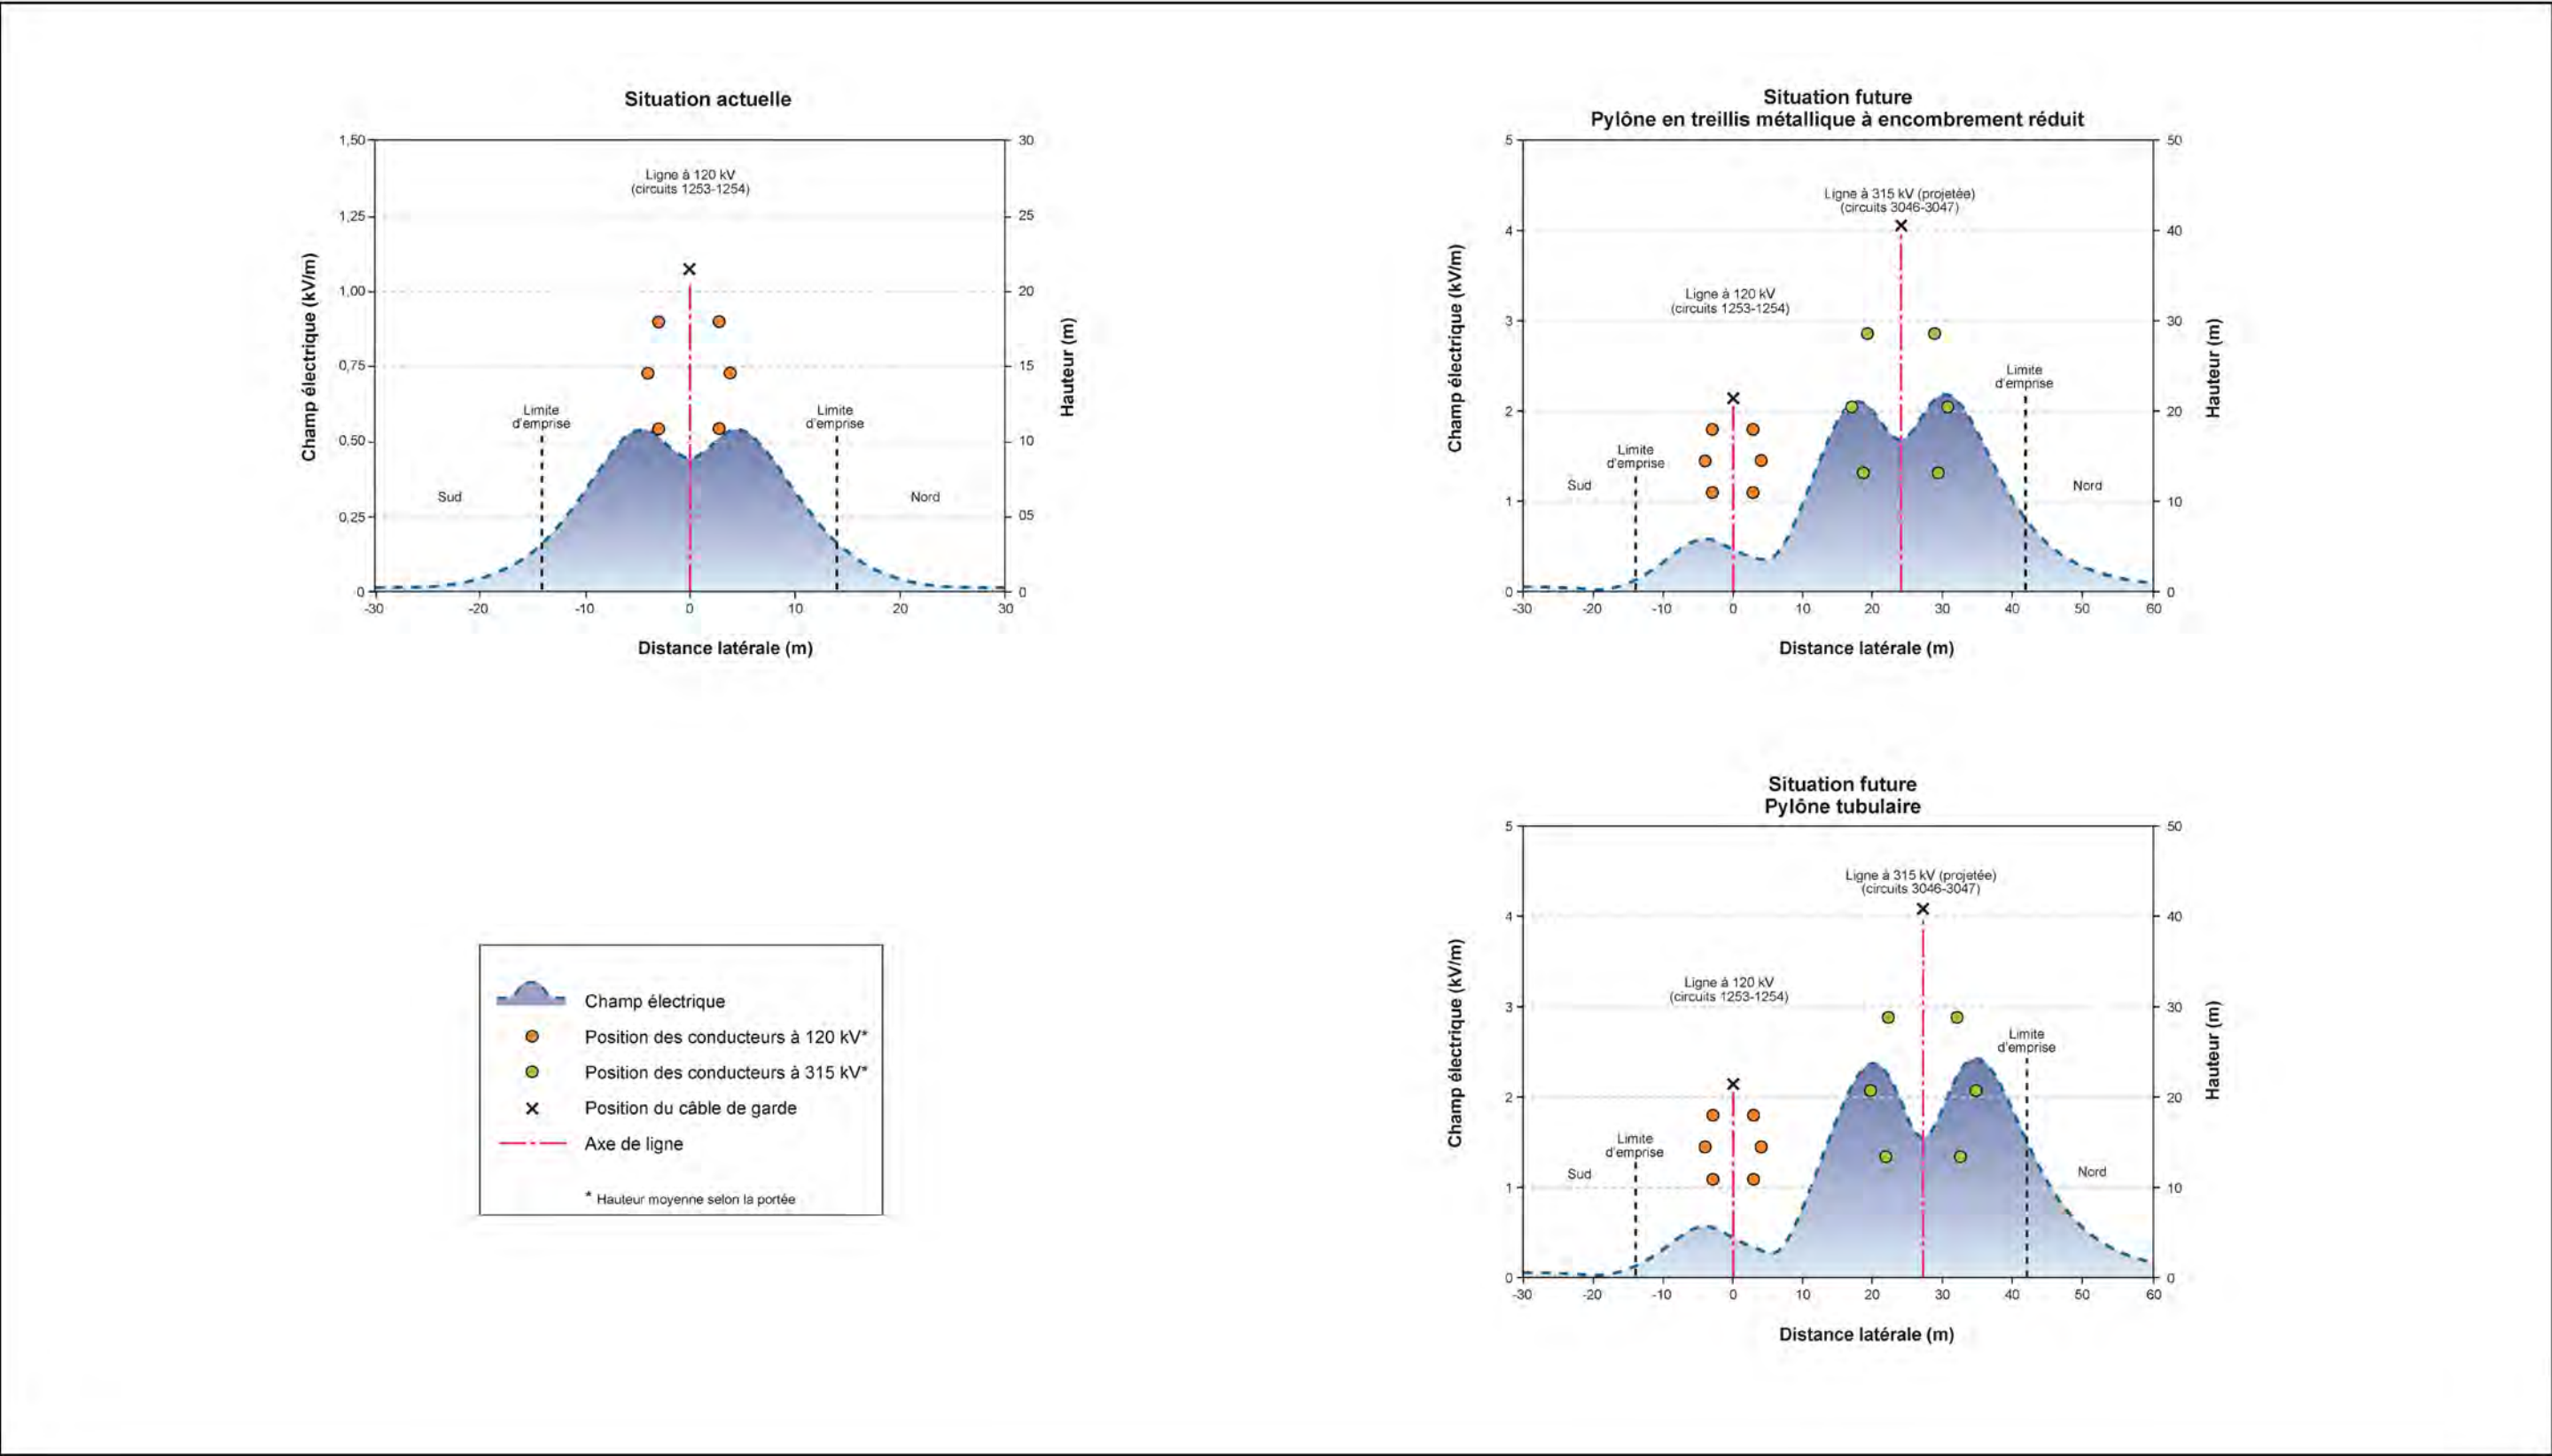 Situation actuelle
1,50
1,25
1,00
0,75
0,50
0,25
0
30
25
20
15
10
05
0
Champ électrique (kV/m)
Hauteur (m)
Ligne à 120 kV
(circuits 1253-1254)
Limite
d'emprise
Limite
d'emprise
Sud
Nord
-30
-20
-10
0
10
20
30
Distance latérale (m)
Situation future
Pylône en treillis métallique à encombrement réduit
5
4
3
2
1
0
50
40
30
20
10
0
Champ électrique (kV/m)
Hauteur (m)
Ligne à 315 kV (projetée)
(circuits 3046-3047)
Ligne à 120 kV
(circuits 1253-1254)
Limite
d'emprise
Limite
d'emprise
Sud
Nord
-30
-20
-10
0
10
20
30
40
50
60
Distance latérale (m)
Situation future
Pylône tubulaire
5
4
3
2
1
0
50
40
30
20
10
0
Champ électrique (kV/m)
Hauteur (m)
Ligne à 315 kV (projetée)
(circuits 3046-3047)
Ligne à 120 kV
(circuits 1253-1254)
Limite
d'emprise
Limite
d'emprise
Sud
Nord
-30
-20
-10
0
10
20
30
40
50
60
Distance latérale (m)
Champ électrique
Position des conducteurs à 120 kV*
Position des conducteurs à 315 kV*
Position du câble de garde
Axe de ligne
* Hauteur moyenne selon la portée